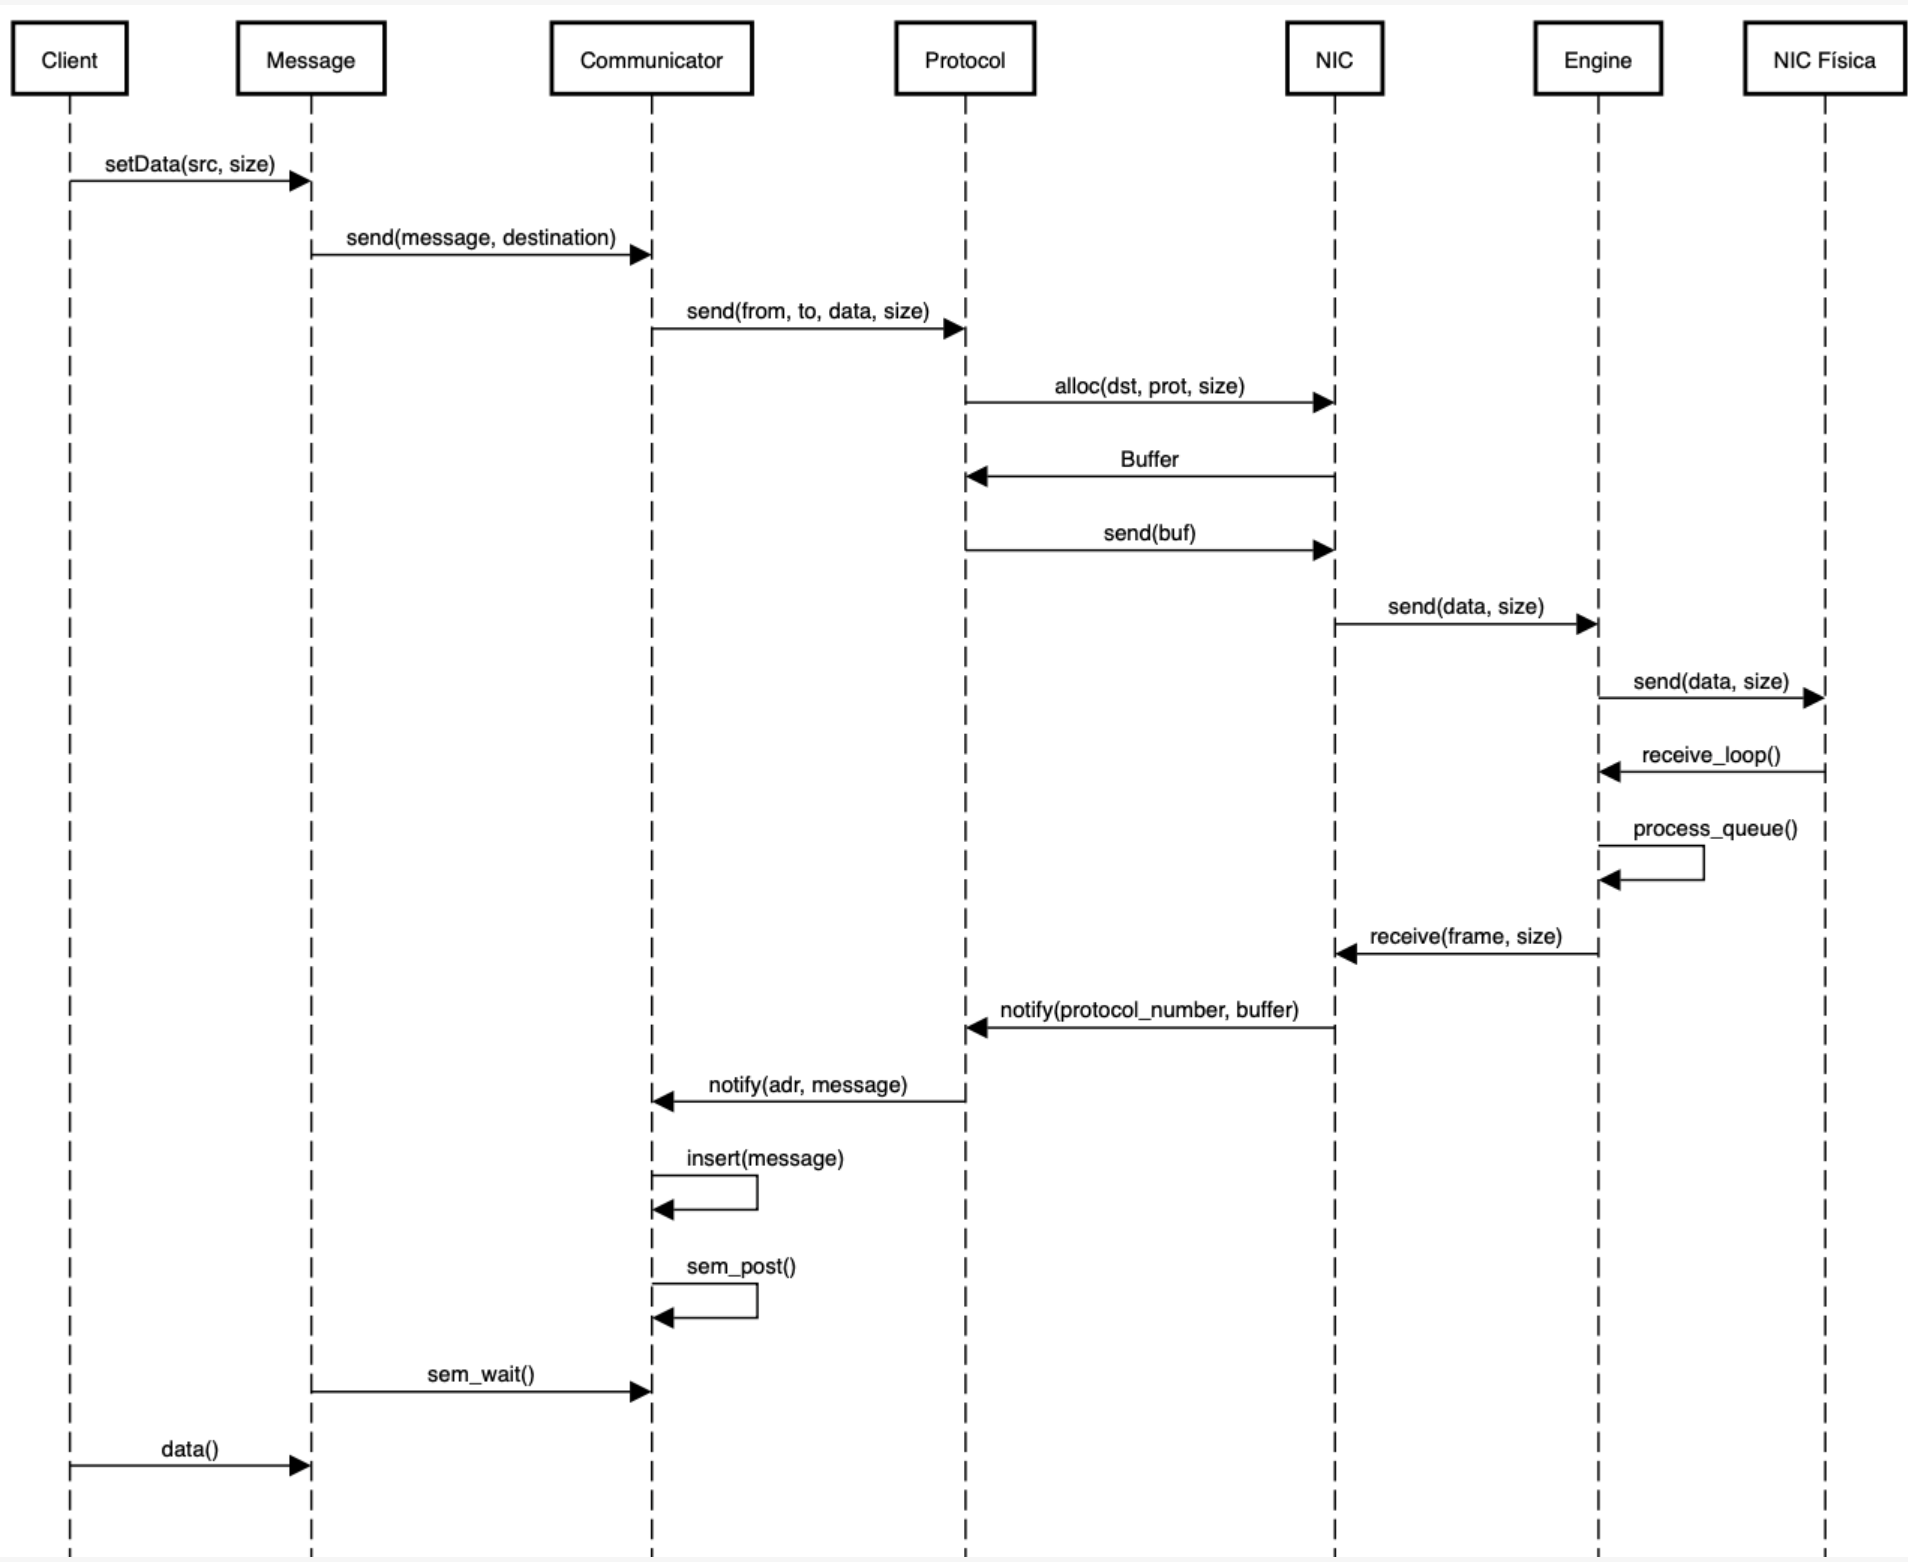 Client
Message
Communicator
Protocol
NIC
Engine
NIC Física
setData(src, size)
send(message, destination)
send(from, to, data, size)
alloc(dst, prot, size)
Buffer
send(buf)
send(data, size)
send(data, size)
receive_loop()
process_queue()
receive(frame, size)
notify(protocol_number, buffer)
notify(adr, message)
insert(message)
sem_post()
sem_wait()
data()